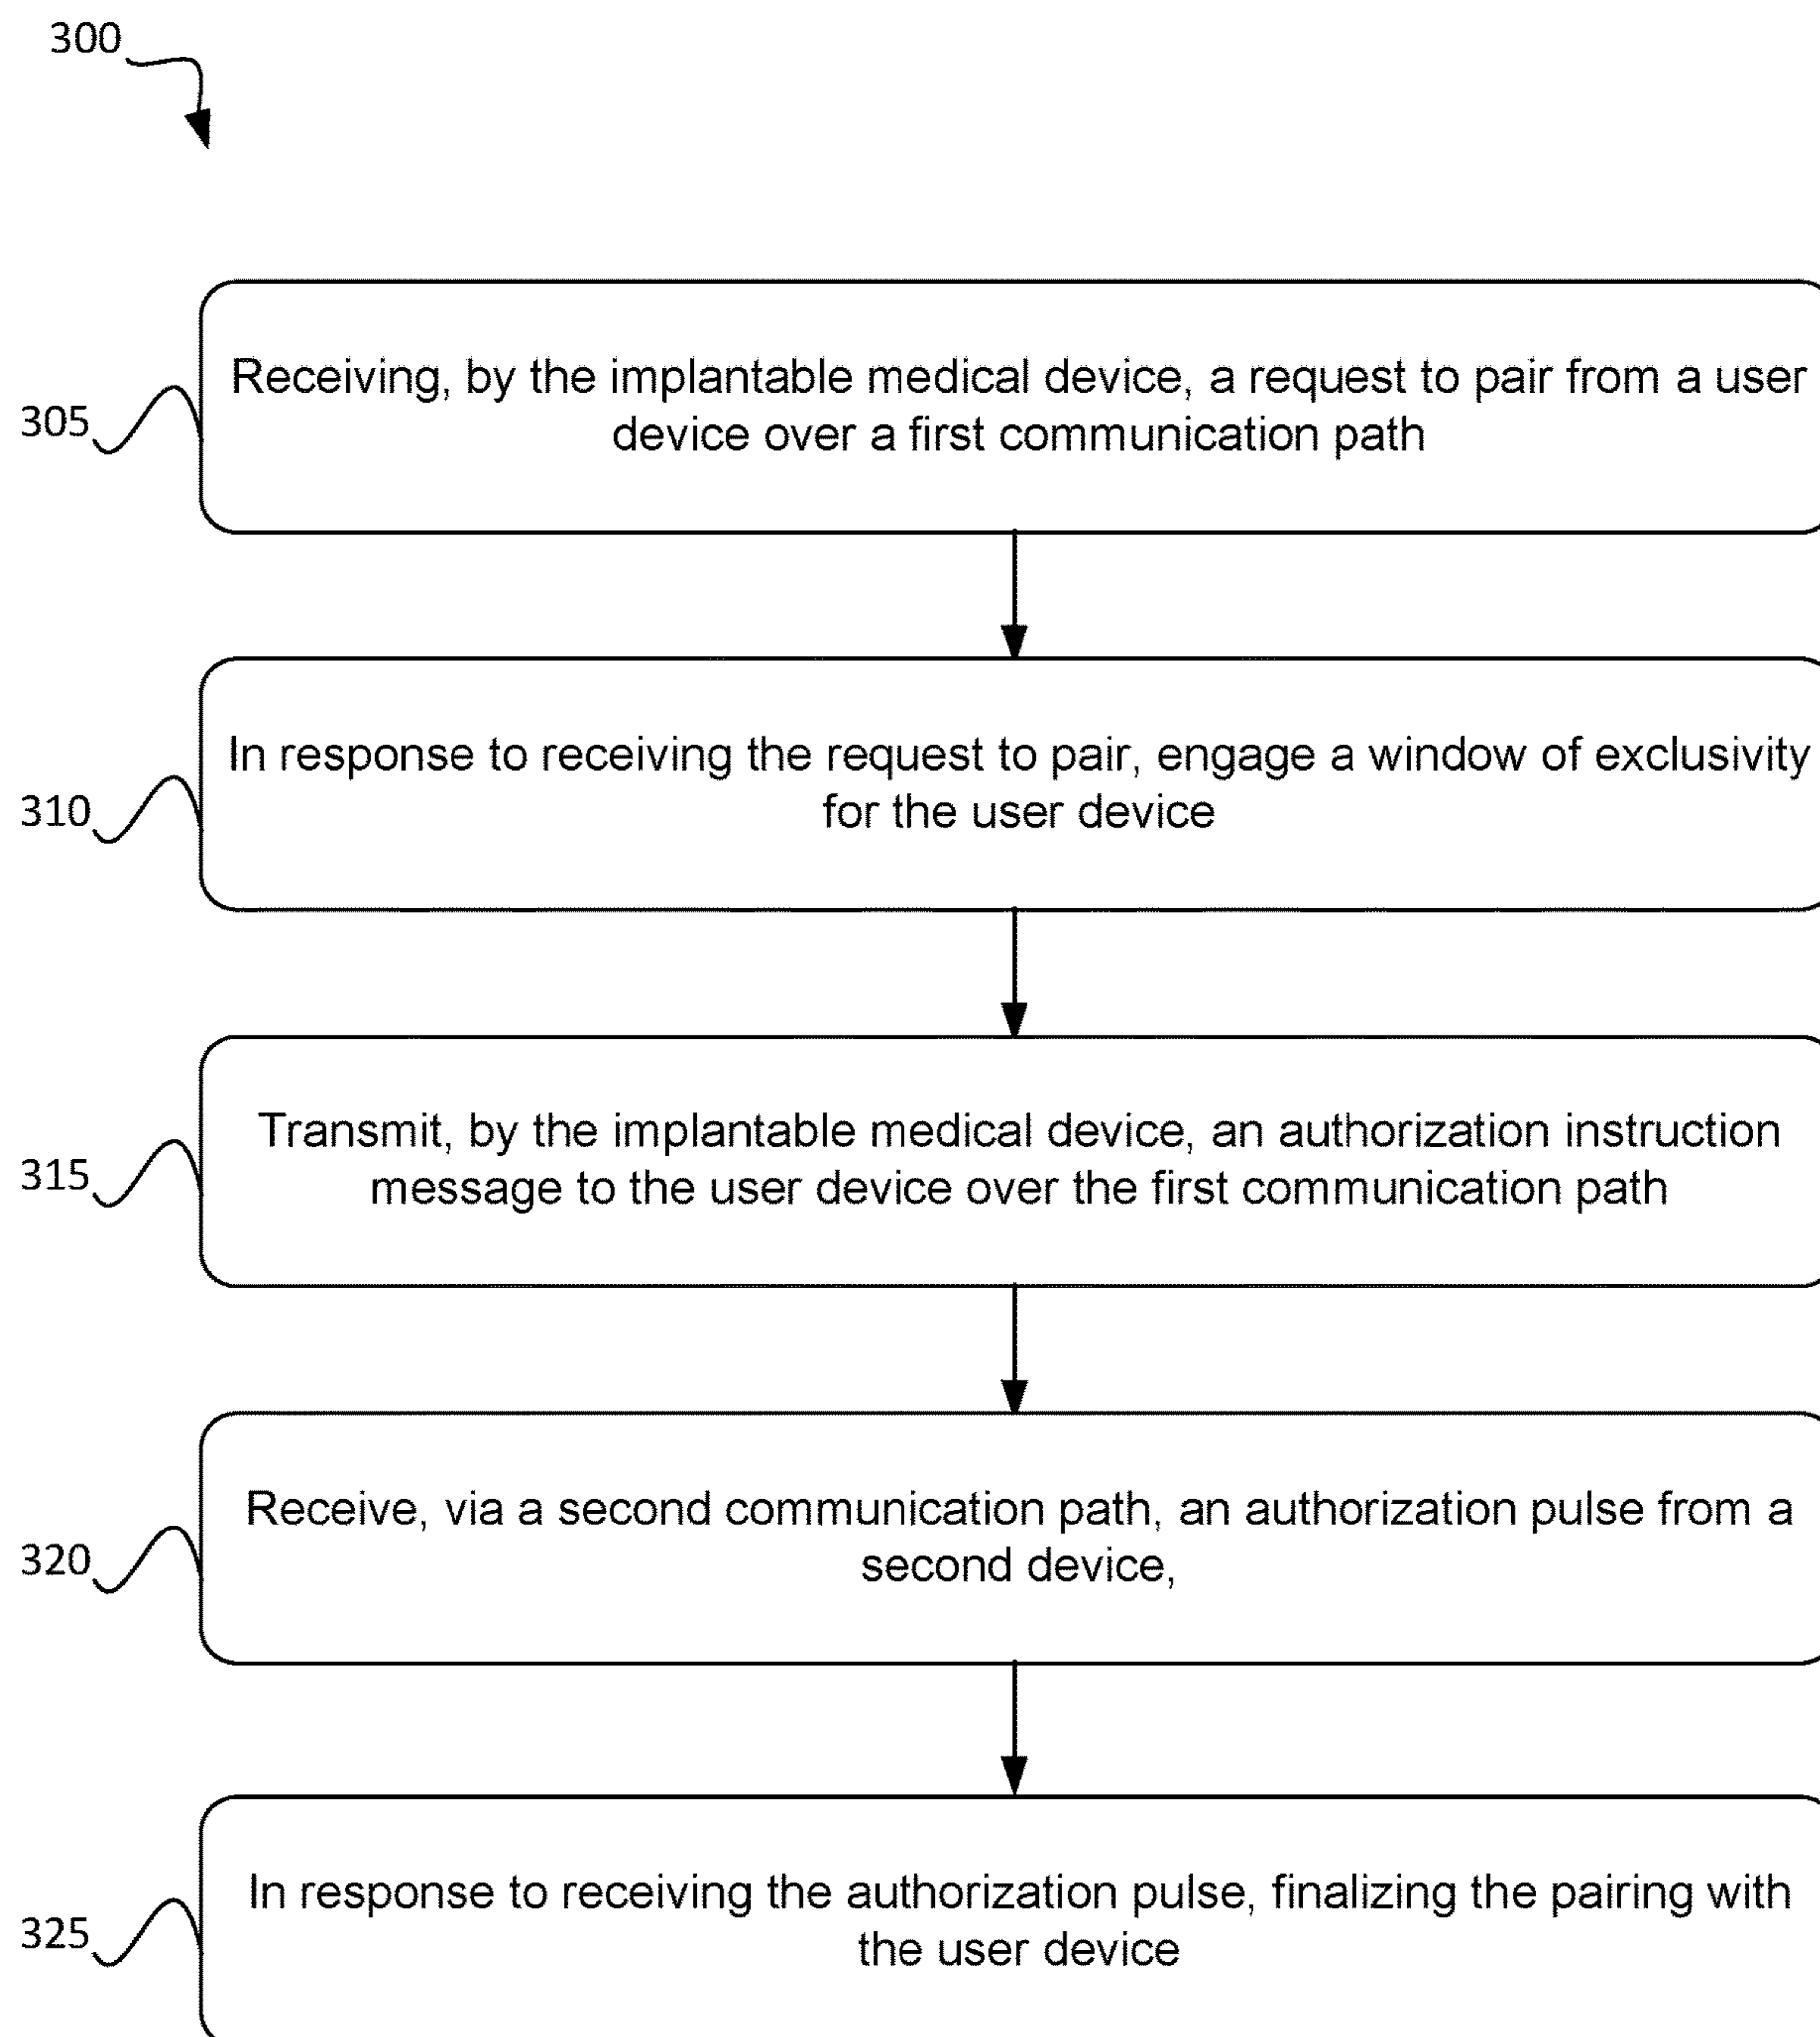 300
305
Receiving, by the implantable medical device, a request to pair from a user
device over a first communication path
310
In response to receiving the request to pair, engage a window of exclusivity
for the user device
315
Transmit, by the implantable medical device, an authorization instruction
message to the user device over the first communication path
320
Receive, via a second communication path, an authorization pulse from a
second device,
325
In response to receiving the authorization pulse, finalizing the pairing with
the user device